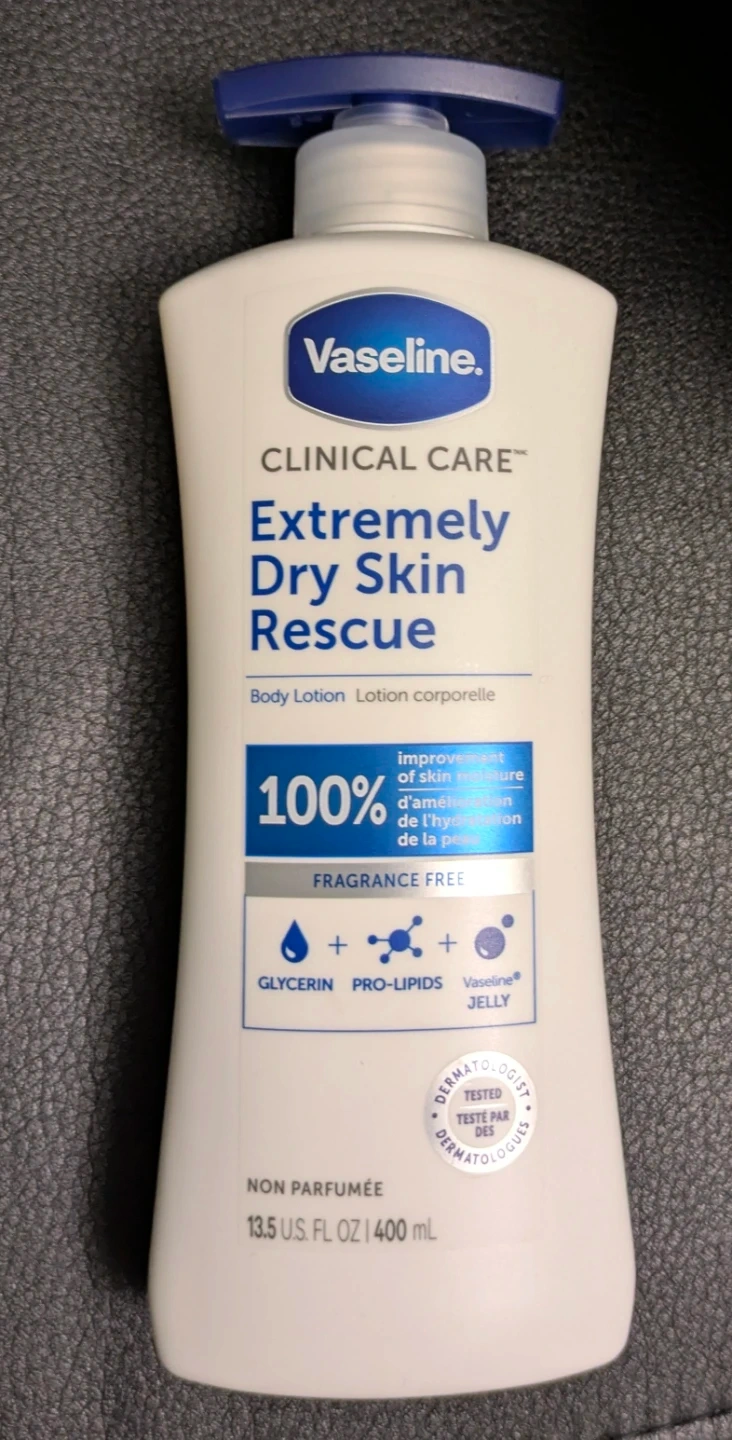 Vaseline.
CLINICAL CARE™
Extremely
Dry Skin
Rescue
Body Lotion Lotion corporelle
100%
improvement
of skin moisture
d'amélioration
de l'hydratation
de la peau
FRAGRANCE FREE
GLYCERIN + PRO-LIPIDS + Vaseline®
JELLY
DERMATOLOGIST
TESTED
TESTÉ PAR
DES
DERMATOLOGUES
NON PARFUMÉE
13.5 U.S. FL OZ | 400 mL